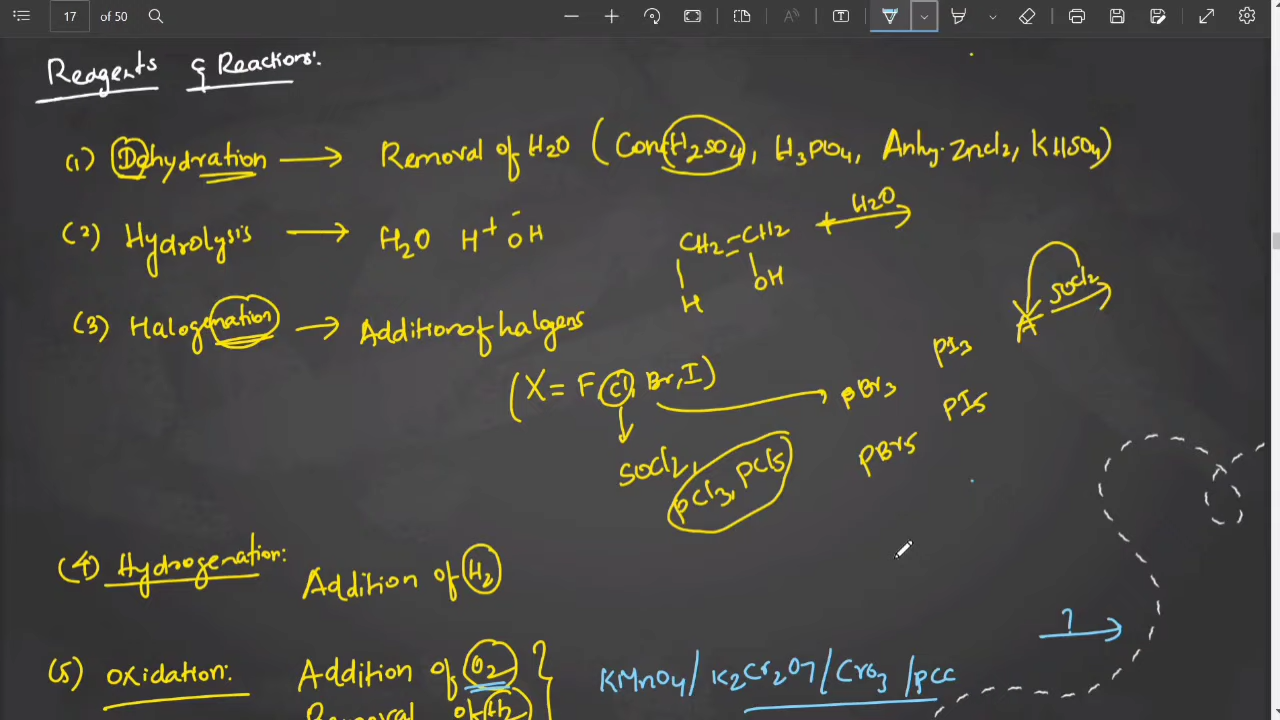 17 of 50
Reagents & Reactions:
(1) Dehydration → Removal of H2O (Conc H2SO4, H3PO4, Anhy. ZnCl2, KHSO4)
(2) Hydrolysis → H2O H+ -OH
CH2=CH2 + H2O →
H OH
(3) Halogenation → Addition of halogens
A SOCl2 →
(X = F, Cl, Br, I) → PBr3 PI3
PBr5 PI5
SOCl2, PCl3, PCl5
(4) Hydrogenation: Addition of H2
(5) Oxidation: Addition of O2 KMnO4/K2Cr2O7/CrO3/PCC ? →
Removal of H2